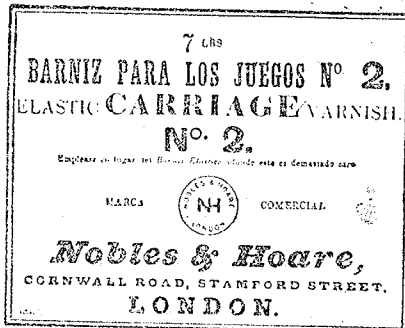 7 LBS
BARNIZ PARA LOS JUEGOS Nº 2.
ELASTIC CARRIAGE VARNISH.
Nº. 2.
Emplease en lugar del Barniz Elastico cuando este es demasiado caro
MARCA
NOBLES & HOARE
NH
LONDON
COMERCIAL
Nobles & Hoare,
CORNWALL ROAD, STAMFORD STREET,
LONDON.